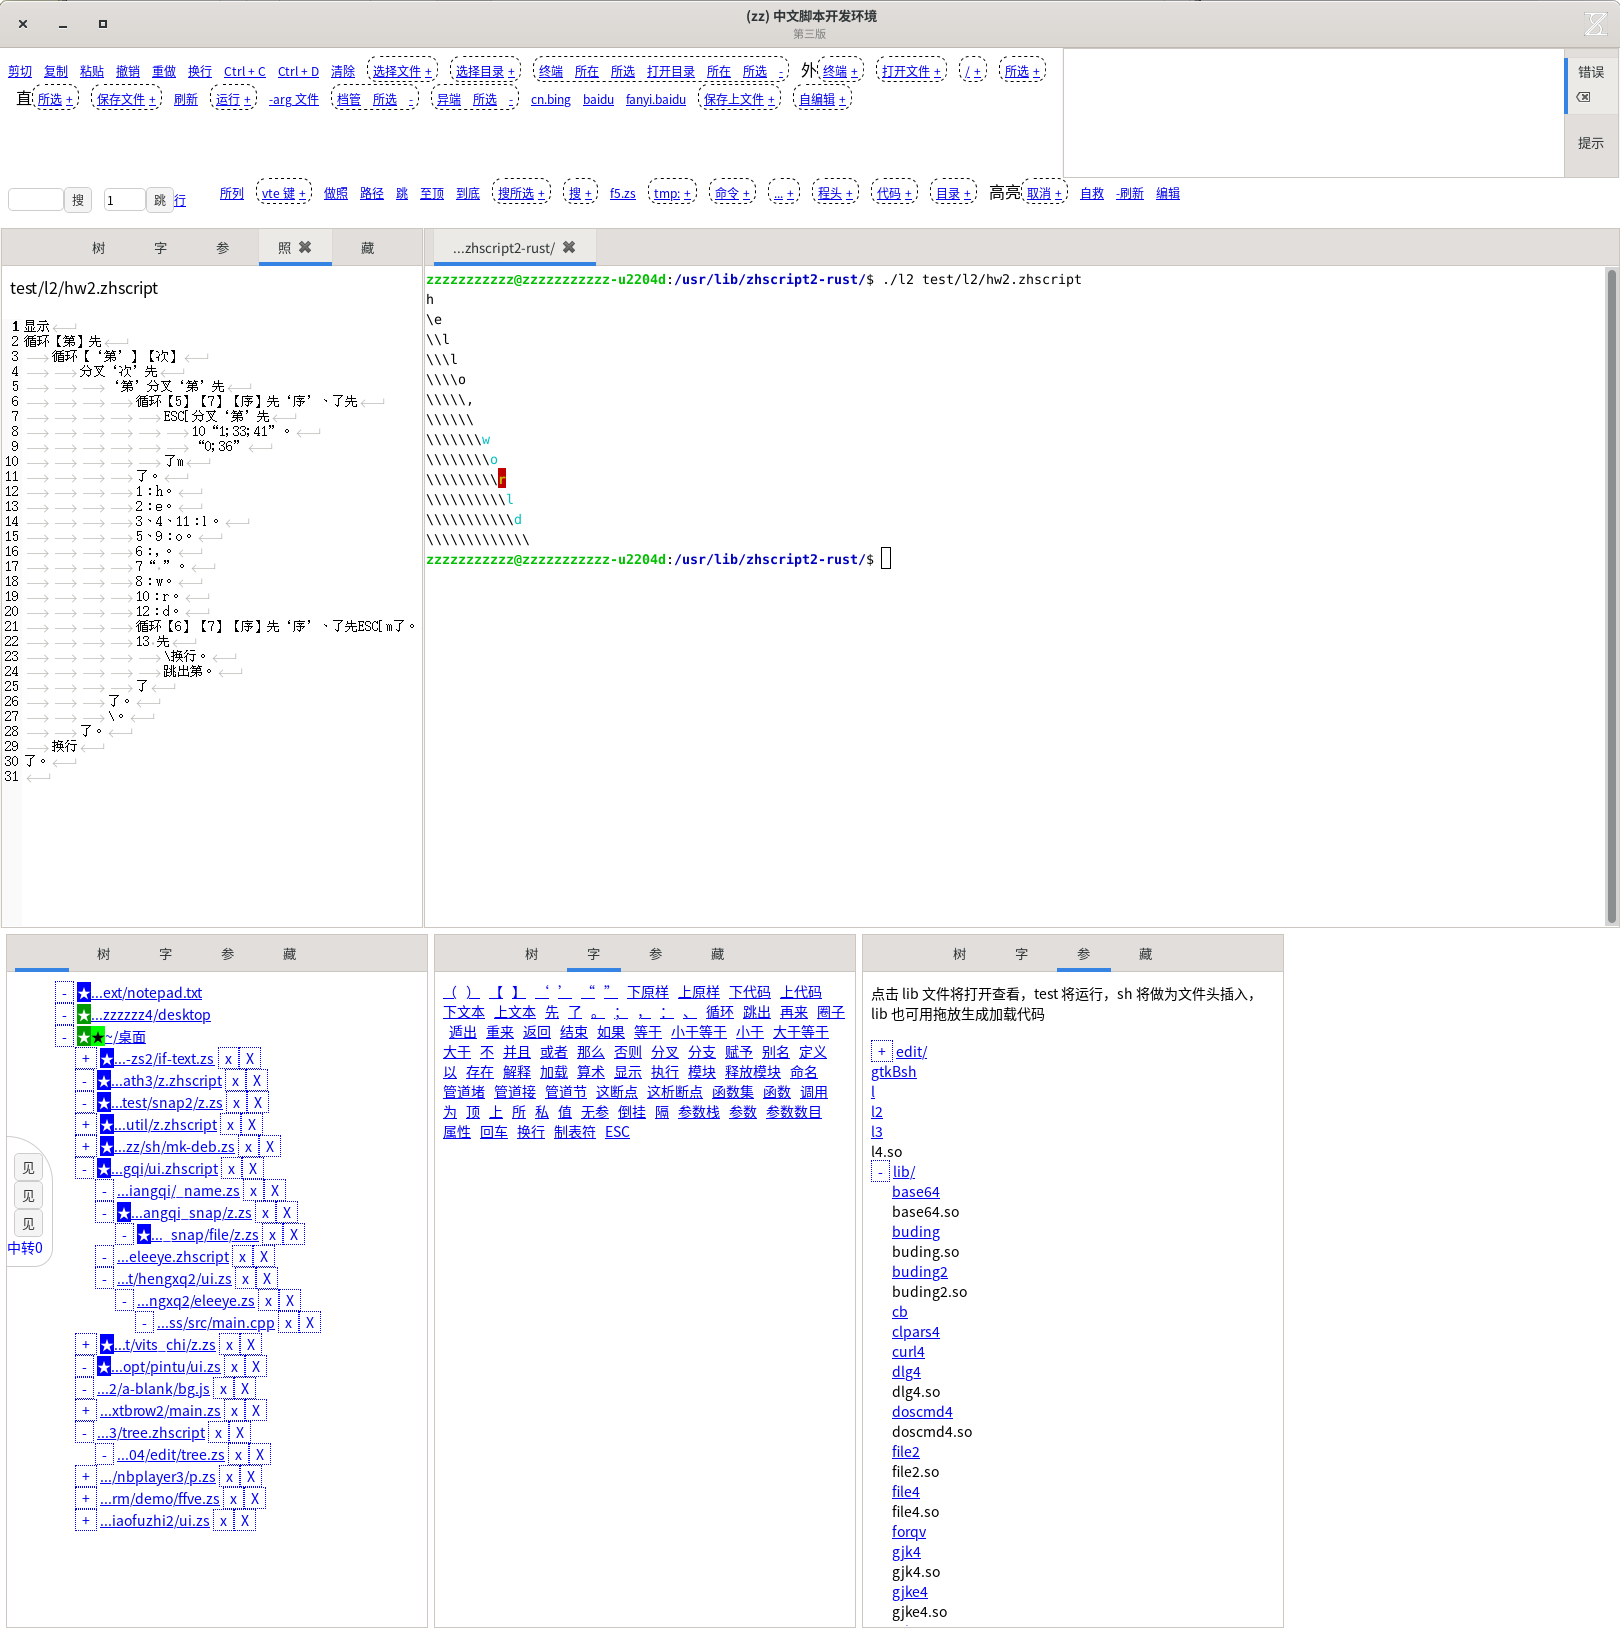 (zz) 中文脚本开发环境
第三版
剪切 复制 粘贴 撤销 重做 换行 Ctrl + C Ctrl + D 清除 选择文件 + 选择目录 + 终端 所在 所选 打开目录 所在 所选 - 外 终端 + 打开文件 + / + 所选 +
直 所选 + 保存文件 + 刷新 运行 + -arg 文件 档管 所选 - 异端 所选 - cn.bing baidu fanyi.baidu 保存上文件 + 自编辑 +
错误
提示
搜 1 跳 行 所列 vte 键 + 做照 路径 跳 至顶 到底 搜所选 + 搜 + f5.zs tmp: + 命令 + ... + 程头 + 代码 + 目录 + 高亮 取消 + 自救 -刷新 编辑
树 字 参 照 藏
test/l2/hw2.zhscript
1 显示
2 循环【第】先
3 循环【‘第’】【次】
4 分叉‘次’先
5 ‘第’分叉‘第’先
6 循环【5】【7】【序】先‘序’、了先
7 ESC[分叉‘第’先
8 10“1;33;41”。
9 “0;36”
10 了m
11 了。
12 1：h。
13 2：e。
14 3、4、11：l。
15 5、9：o。
16 6：,。
17 7“ ”。
18 8：w。
19 10：r。
20 12：d。
21 循环【6】【7】【序】先‘序’、了先ESC[m了。
22 13 先
23 \换行。
24 跳出第。
25 了
26 了。
27 \。
28 了。
29 换行
30 了。
31
...zhscript2-rust/
zzzzzzzzzzz@zzzzzzzzzzz-u2204d:/usr/lib/zhscript2-rust/$ ./l2 test/l2/hw2.zhscript
h
\e
\\l
\\\l
\\\\o
\\\\\,
\\\\\\
\\\\\\\w
\\\\\\\\o
\\\\\\\\\r
\\\\\\\\\\l
\\\\\\\\\\\d
\\\\\\\\\\\\\
zzzzzzzzzzz@zzzzzzzzzzz-u2204d:/usr/lib/zhscript2-rust/$
树 字 参 藏
- ★...ext/notepad.txt
- ★...zzzzzz4/desktop
- ★★~/桌面
+ ★...-zs2/if-text.zs x X
- ★...ath3/z.zhscript x X
- ★...test/snap2/z.zs x X
+ ★...util/z.zhscript x X
+ ★...zz/sh/mk-deb.zs x X
- ★...gqi/ui.zhscript x X
- ...iangqi/_name.zs x X
- ★...angqi_snap/z.zs x X
- ★..._snap/file/z.zs x X
- ...eleeye.zhscript x X
- ...t/hengxq2/ui.zs x X
- ...ngxq2/eleeye.zs x X
- ...ss/src/main.cpp x X
+ ★...t/vits_chi/z.zs x X
- ★...opt/pintu/ui.zs x X
- ...2/a-blank/bg.js x X
+ ...xtbrow2/main.zs x X
- ...3/tree.zhscript x X
- ...04/edit/tree.zs x X
+ .../nbplayer3/p.zs x X
+ ...rm/demo/ffve.zs x X
+ ...iaofuzhi2/ui.zs x X
见
见
见
中转0
树 字 参 藏
（ ） 【 】 ‘ ’ “ ” 下原样 上原样 下代码 上代码
下文本 上文本 先 了 。 ； ， ： 、 循环 跳出 再来 圈子
遁出 重来 返回 结束 如果 等于 小于等于 小于 大于等于
大于 不 并且 或者 那么 否则 分叉 分支 赋予 别名 定义
以 存在 解释 加载 算术 显示 执行 模块 释放模块 命名
管道堵 管道接 管道节 这断点 这析断点 函数集 函数 调用
为 顶 上 所 私 值 无参 倒挂 隔 参数栈 参数 参数数目
属性 回车 换行 制表符 ESC
树 字 参 藏
点击 lib 文件将打开查看，test 将运行，sh 将做为文件头插入，
lib 也可用拖放生成加载代码
+ edit/
gtkBsh
l
l2
l3
l4.so
- lib/
base64
base64.so
buding
buding.so
buding2
buding2.so
cb
clpars4
curl4
dlg4
dlg4.so
doscmd4
doscmd4.so
file2
file2.so
file4
file4.so
forqv
gjk4
gjk4.so
gjke4
gjke4.so